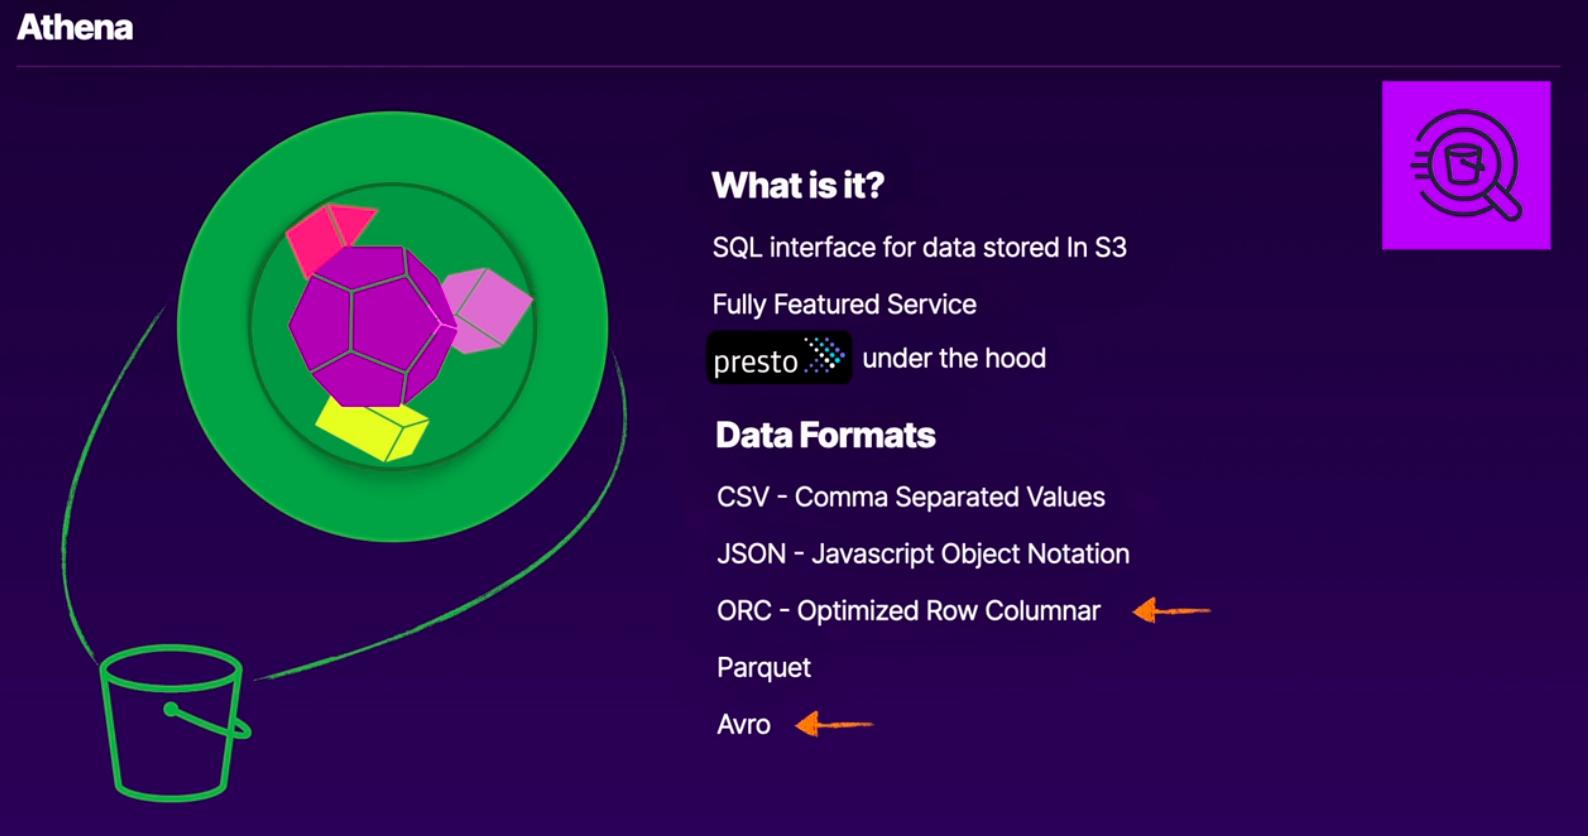 Athena
What is it?
SQL interface for data stored In S3
Fully Featured Service
presto under the hood
Data Formats
CSV - Comma Separated Values
JSON - Javascript Object Notation
ORC - Optimized Row Columnar
Parquet
Avro